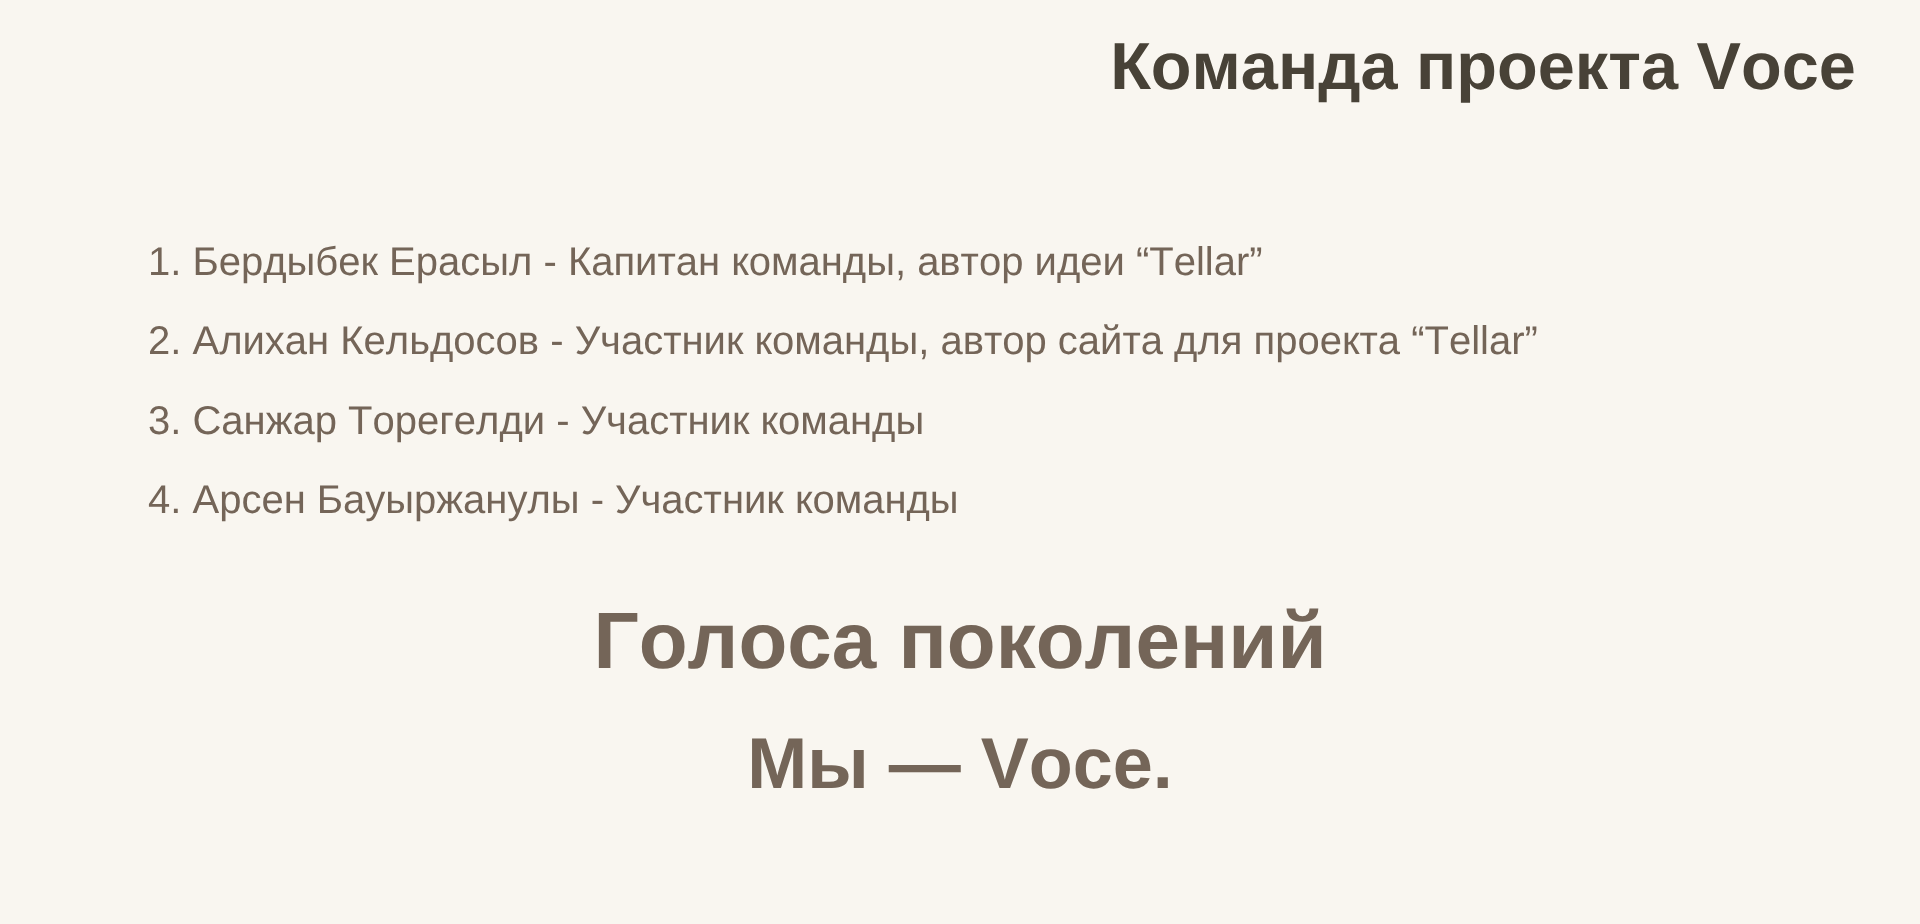 Команда проекта Voce
1. Бердыбек Ерасыл - Капитан команды, автор идеи “Tellar”
2. Алихан Кельдосов - Участник команды, автор сайта для проекта “Tellar”
3. Санжар Торегелди - Участник команды
4. Арсен Бауыржанулы - Участник команды
Голоса поколений
Мы — Voce.